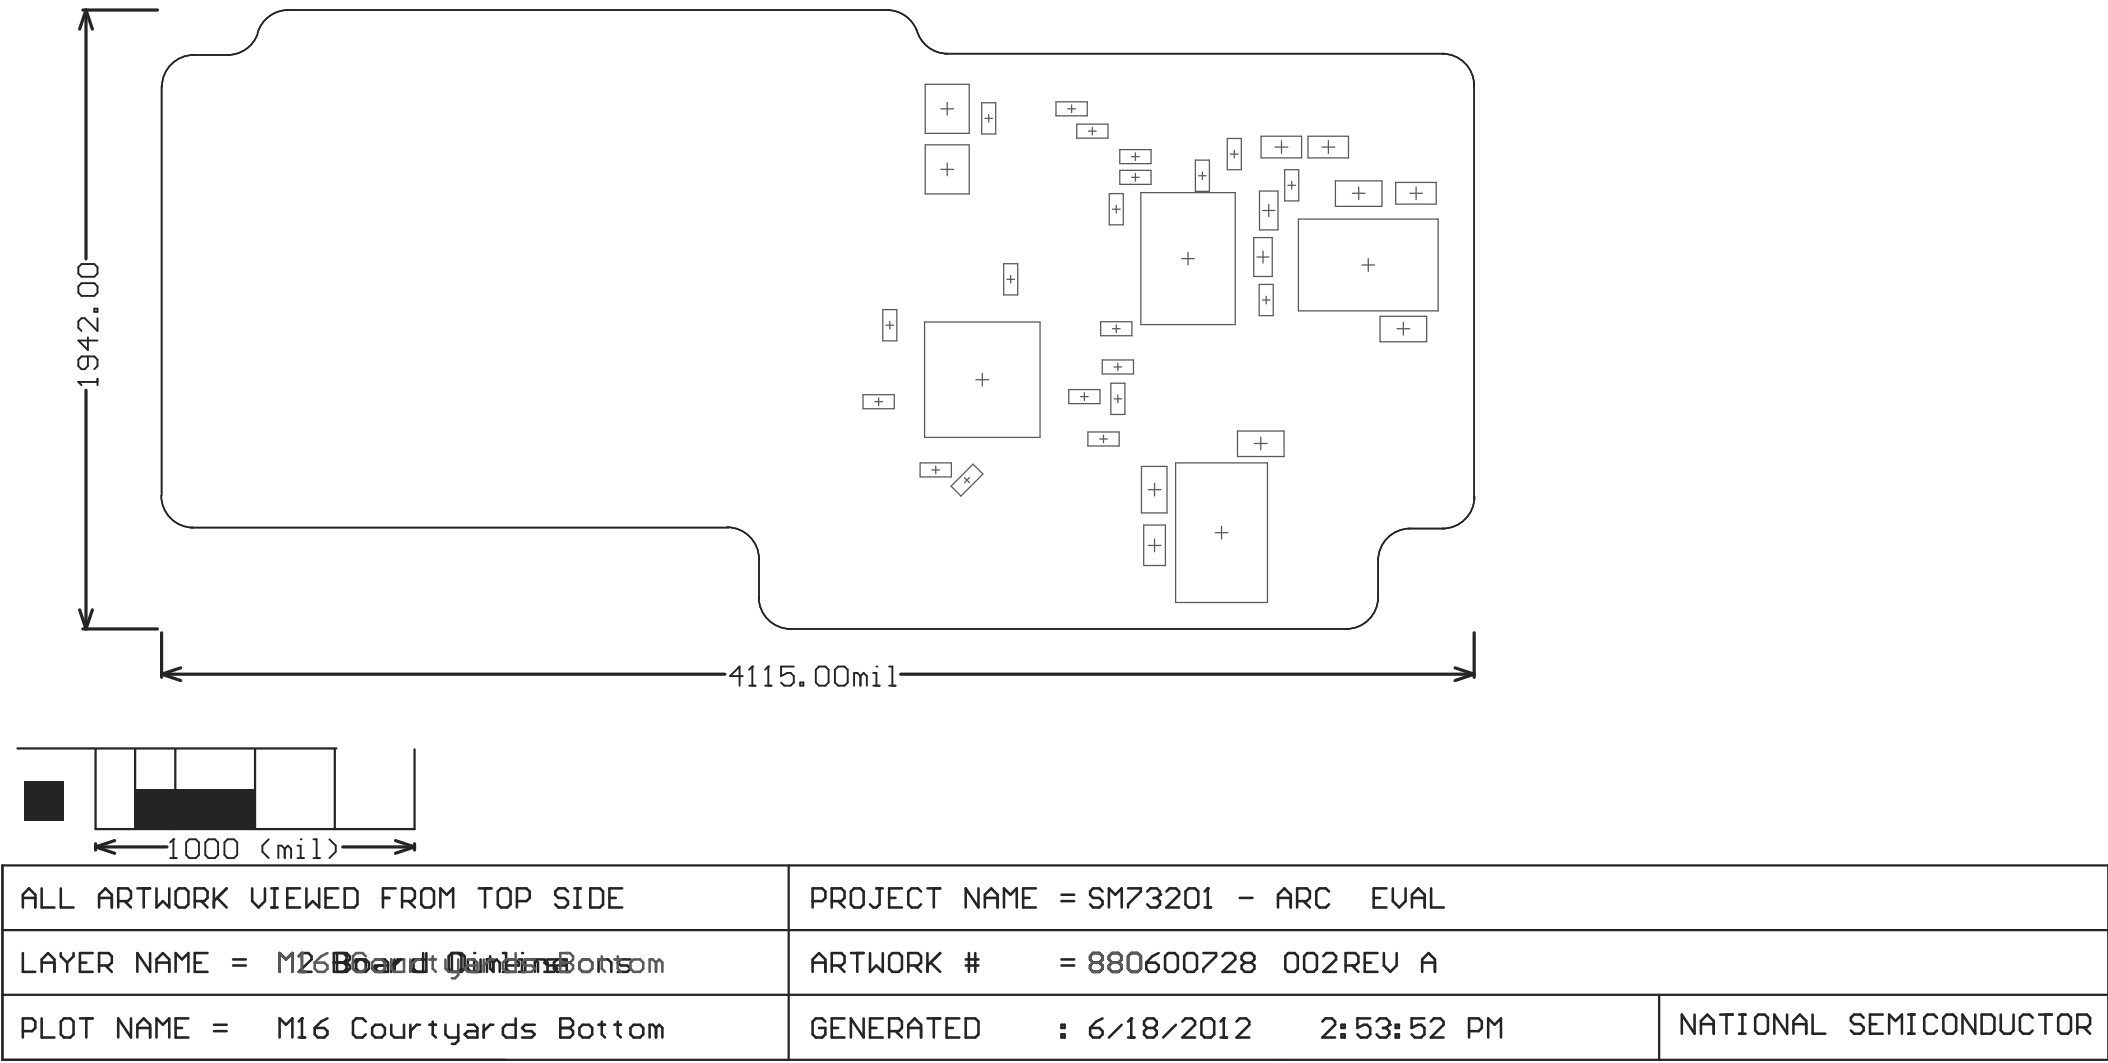 1942.00
4115.00mil
1000 (mil)
ALL ARTWORK VIEWED FROM TOP SIDE
PROJECT NAME = SM73201 - ARC EVAL
LAYER NAME = Bottom
ARTWORK # = 880600728 002REV A
PLOT NAME = M16 Courtyards Bottom
GENERATED : 6/18/2012 2:53:52 PM
NATIONAL SEMICONDUCTOR